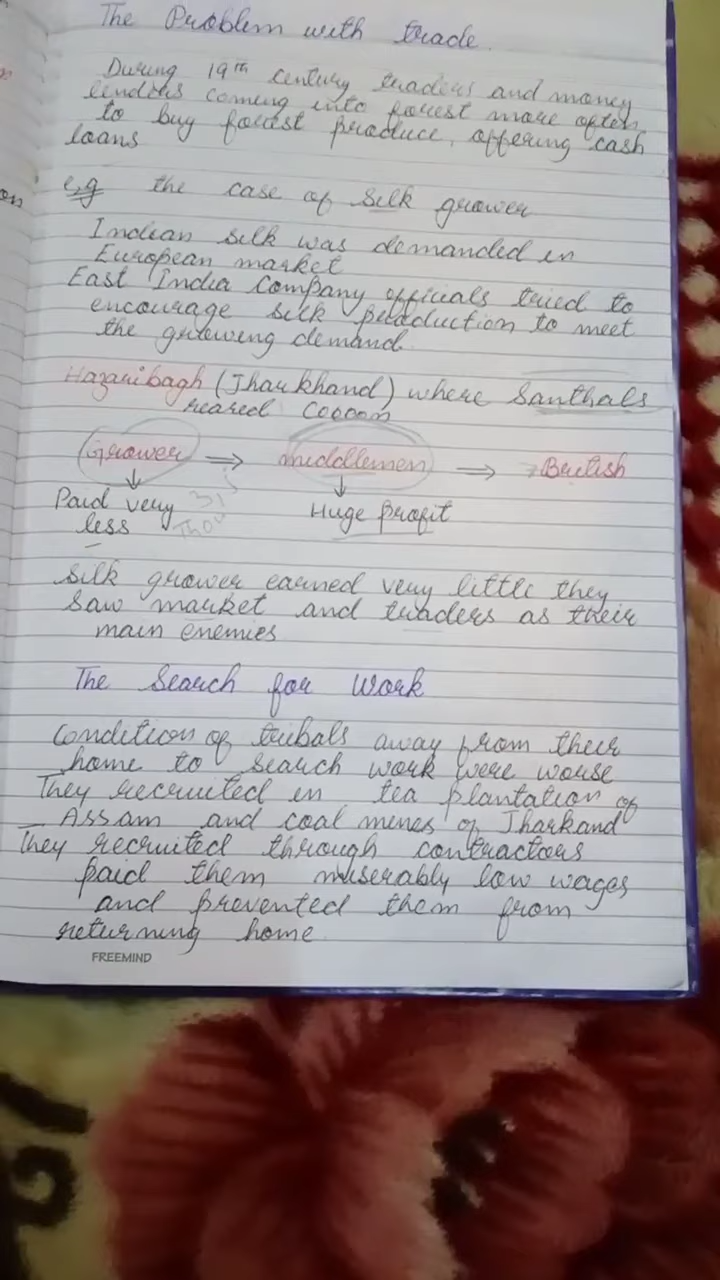 The Problem with trade.
During 19th century traders and money
lenders coming into forest more often
to buy forest produce, offering cash
loans
e.g the case of Silk grower
Indian silk was demanded in
European market
East India Company officials tried to
encourage silk production to meet
the growing demand.
Hazaribagh (Jharkhand) where Santhals
reared Cocoon
Grower ⇒ middlemen → British
↓ ↓
Paid very Huge profit
less
Silk grower earned very little they
saw market and traders as their
main enemies
The Search for Work
Condition of tribals away from their
home to search work were worse
They recruited in tea plantation of
Assam and coal mines of Jharkand
They recruited through contractors
paid them miserably low wages
and prevented them from
returning home.
FREEMIND